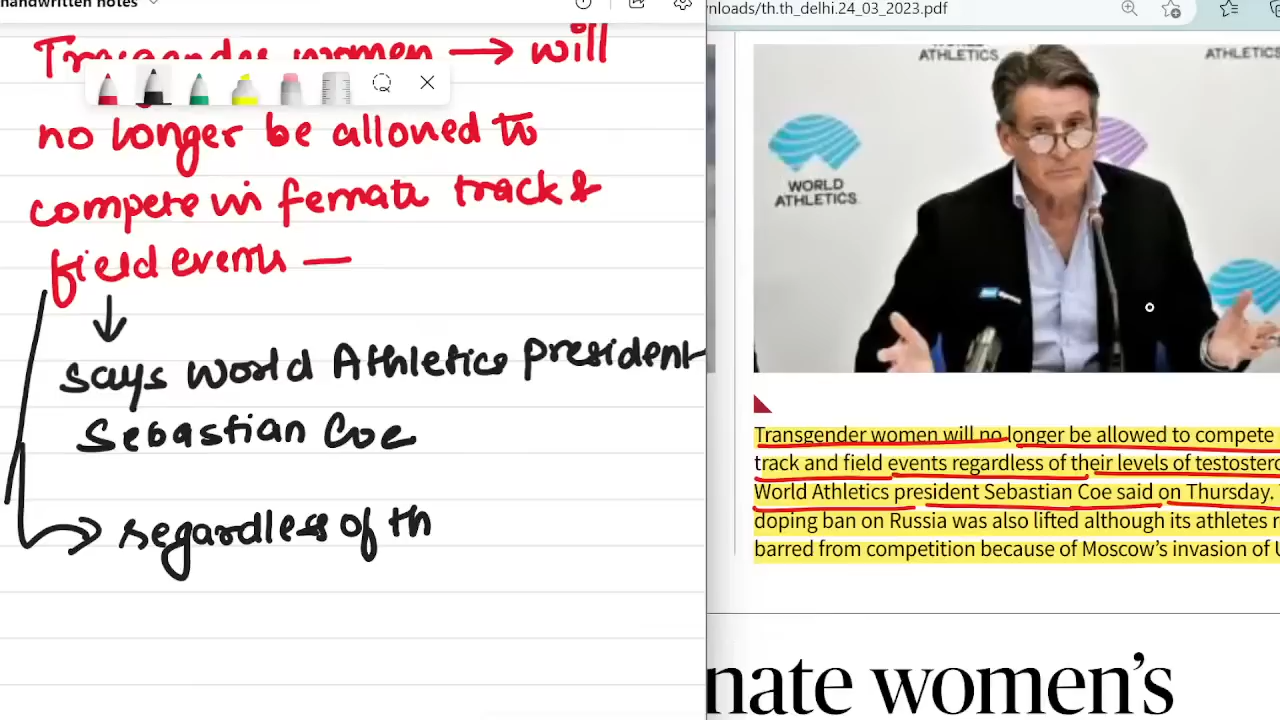 handwritten notes
Transgender women → will
no longer be allowed to
compete in female track &
field events —
says World Athletics president
Sebastian Coe
regardless of th
nloads/th.th_delhi.24_03_2023.pdf
WORLD
ATHLETICS
ATHLETICS
WORLD
ATHLETICS
Transgender women will no longer be allowed to compete
track and field events regardless of their levels of testostero
World Athletics president Sebastian Coe said on Thursday.
doping ban on Russia was also lifted although its athletes r
barred from competition because of Moscow's invasion of U
nate women's